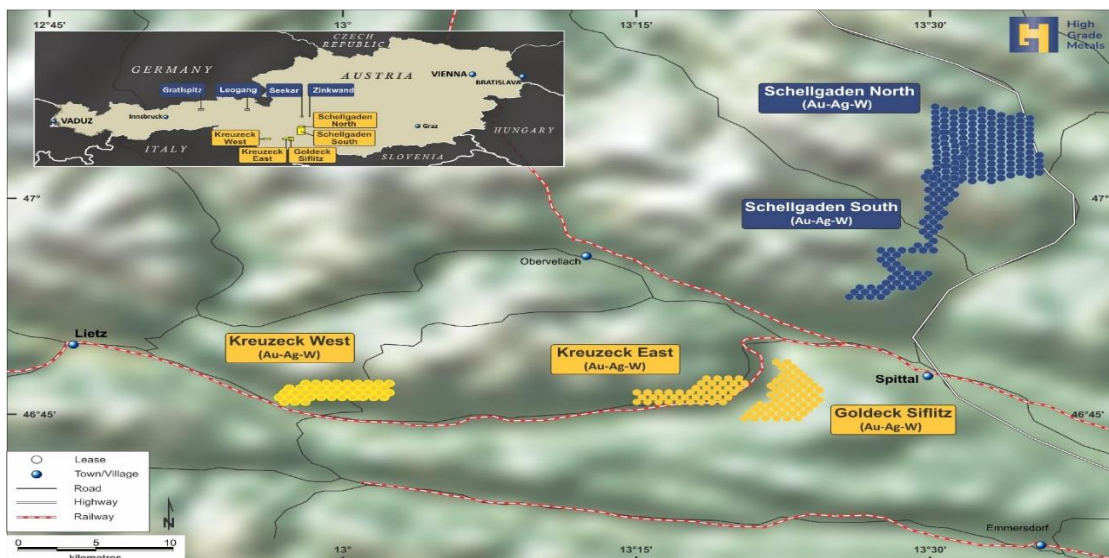 12°45'
13°
13°15'
13°30'
High
Grade
Metals
CZECH
REPUBLIC
GERMANY
AUSTRIA
VIENNA
BRATISLAVA
Gratlspitz
Leogang
Seekar
Zinkwand
VADUZ
Innsbruck
Schellgaden
North
Schellgaden
South
Graz
HUNGARY
Kreuzeck
West
ITALY
Kreuzeck
East
Goldeck
Siflitz
SLOVENIA
Schellgaden North
(Au-Ag-W)
47°
47°
Schellgaden South
(Au-Ag-W)
Obervellach
Lietz
Kreuzeck West
(Au-Ag-W)
Kreuzeck East
(Au-Ag-W)
Spittal
46°45'
46°45'
Goldeck Siflitz
(Au-Ag-W)
Lease
Town/Village
Road
Highway
Railway
N
0 5 10
kilometres
Emmersdorf
13°
13°15'
13°30'